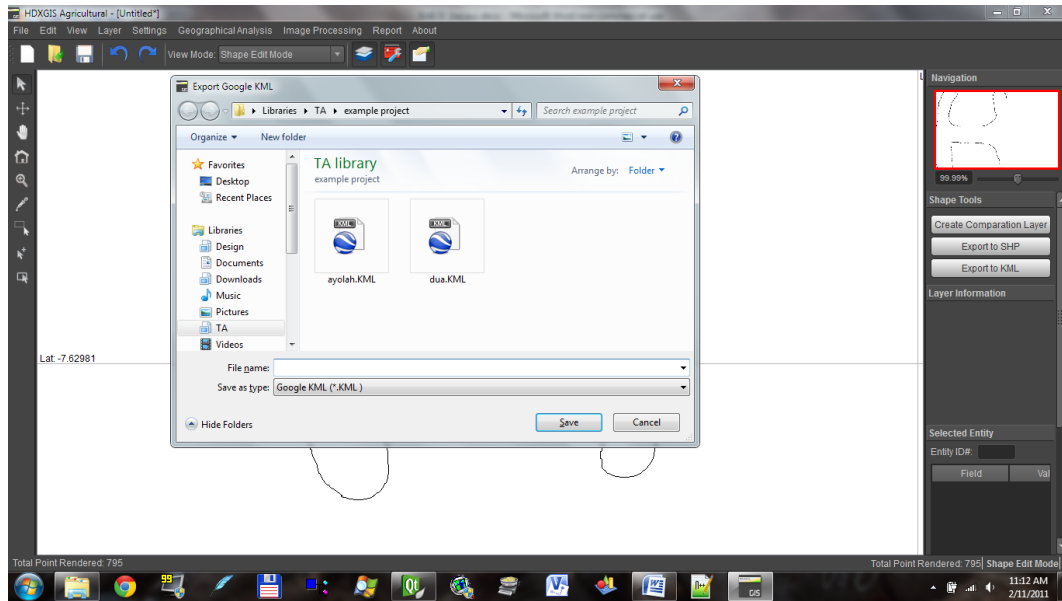 HDXGIS Agricultural - [Untitled*]
File Edit View Layer Settings Geographical Analysis Image Processing Report About
View Mode: Shape Edit Mode
Export Google KML
Libraries TA example project
Search example project
Organize New folder
Favorites
Desktop
Recent Places
Libraries
Design
Documents
Downloads
Music
Pictures
TA
Videos
TA library
example project
Arrange by: Folder
KML
KML
ayolah.KML
dua.KML
File name:
Save as type: Google KML (*.KML )
Hide Folders
Save
Cancel
Lat: -7.62981
Navigation
99.99%
Shape Tools
Create Comparation Layer
Export to SHP
Export to KML
Layer Information
Selected Entity
Entity ID#:
Field Val
Total Point Rendered: 795
Total Point Rendered: 795 Shape Edit Mode
99
Qt
GIS
11:12 AM
2/11/2011